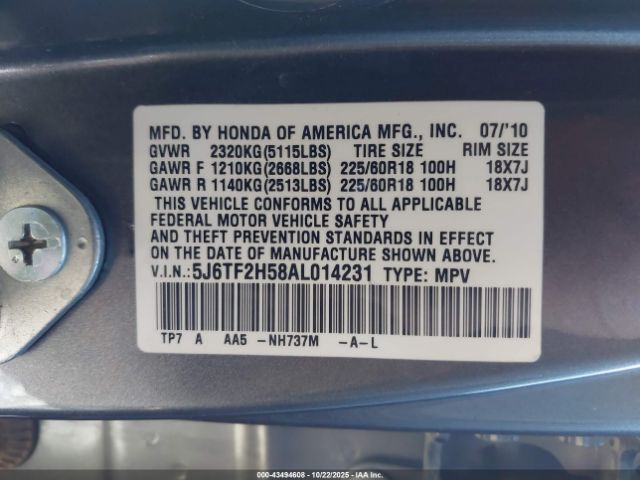 MFD. BY HONDA OF AMERICA MFG., INC. 07/'10
GVWR 2320KG(5115LBS) TIRE SIZE RIM SIZE
GAWR F 1210KG(2668LBS) 225/60R18 100H 18X7J
GAWR R 1140KG(2513LBS) 225/60R18 100H 18X7J
THIS VEHICLE CONFORMS TO ALL APPLICABLE
FEDERAL MOTOR VEHICLE SAFETY
AND THEFT PREVENTION STANDARDS IN EFFECT
ON THE DATE OF MANUFACTURE SHOWN ABOVE.
V.I.N.: 5J6TF2H58AL014231 TYPE: MPV
TP7 A AA5 -NH737M -A-L
© 43494608 - 10/22/2025 - IAA Holdings, LLC.